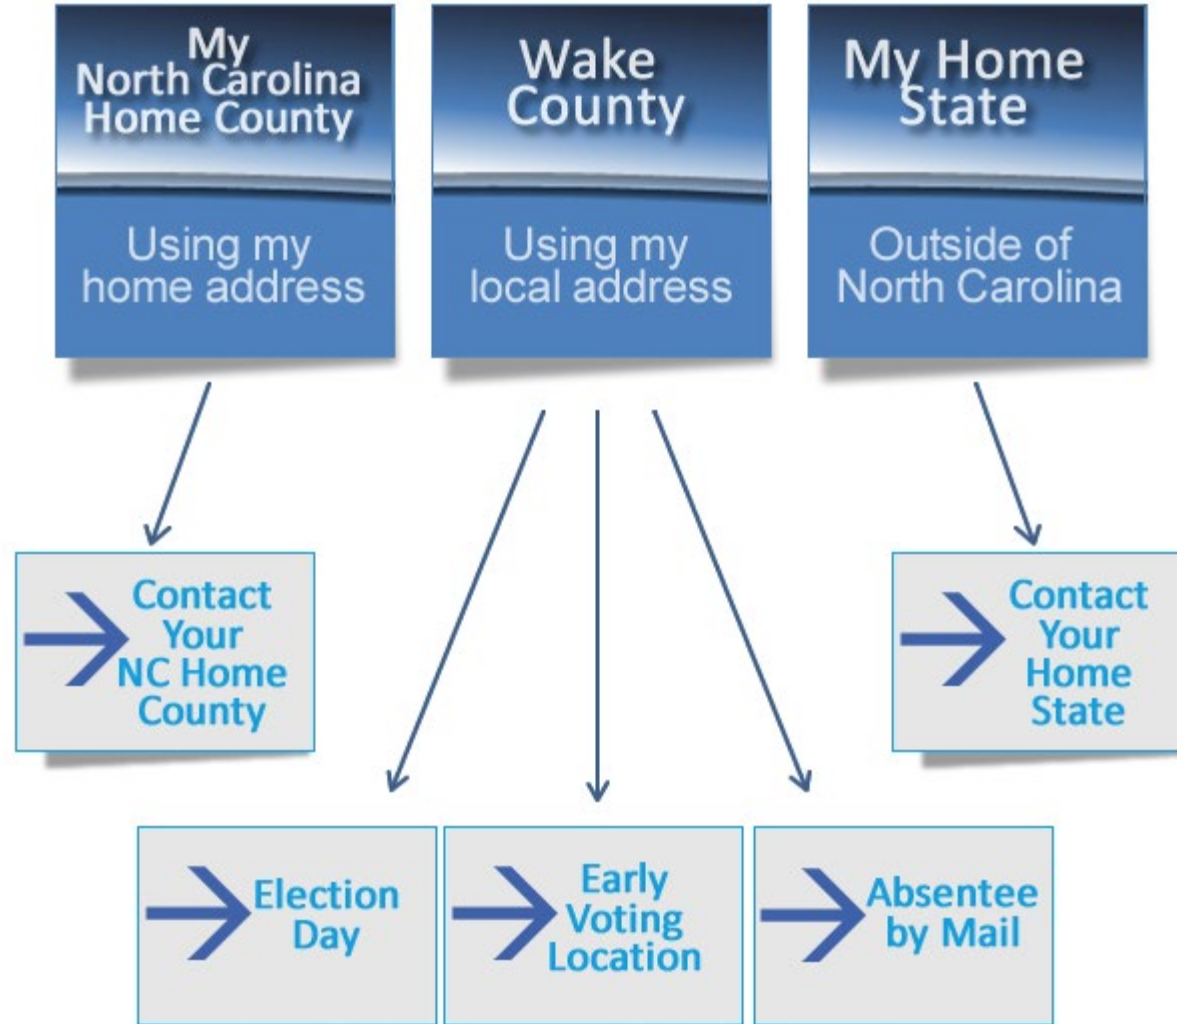 My
North Carolina
Home County
Using my
home address
Wake
County
Using my
local address
My Home
State
Outside of
North Carolina
Contact
Your
NC Home
County
Contact
Your
Home
State
Election
Day
Early
Voting
Location
Absentee
by Mail